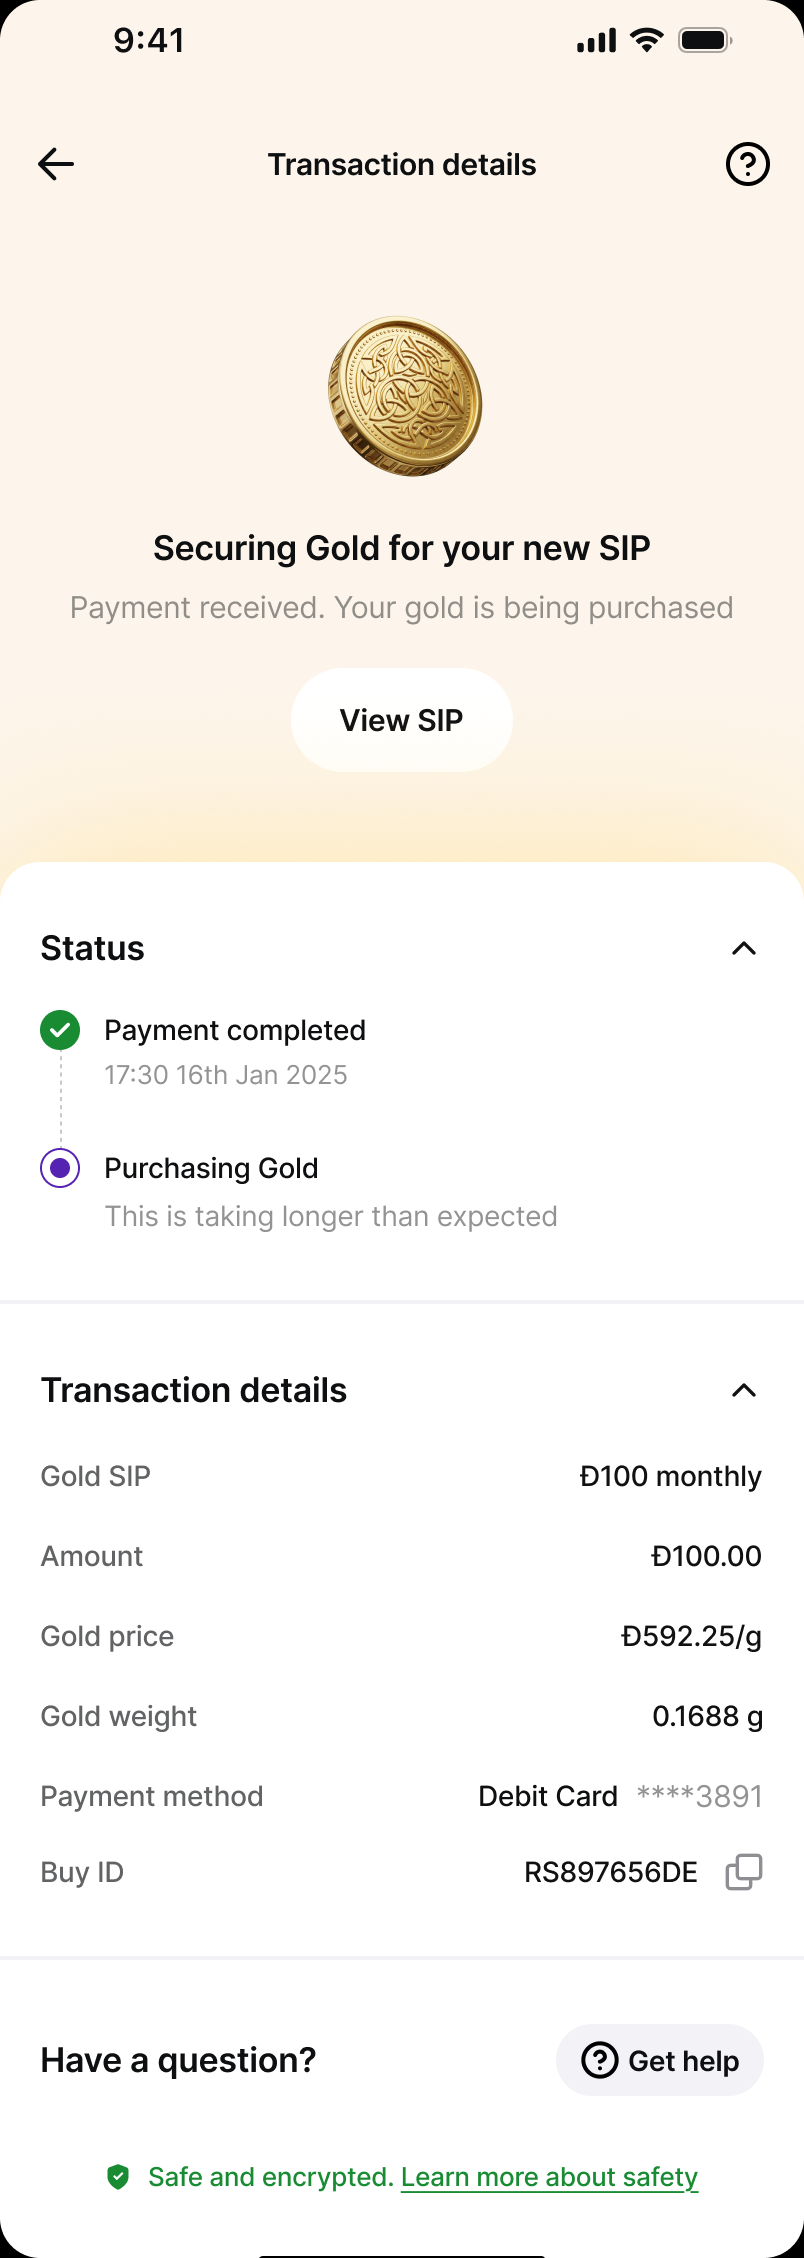 9:41
Transaction details
Securing Gold for your new SIP
Payment received. Your gold is being purchased
View SIP
Status
Payment completed
17:30 16th Jan 2025
Purchasing Gold
This is taking longer than expected
Transaction details
Gold SIP Đ100 monthly
Amount Đ100.00
Gold price Đ592.25/g
Gold weight 0.1688 g
Payment method Debit Card ****3891
Buy ID RS897656DE
Have a question? Get help
Safe and encrypted. Learn more about safety